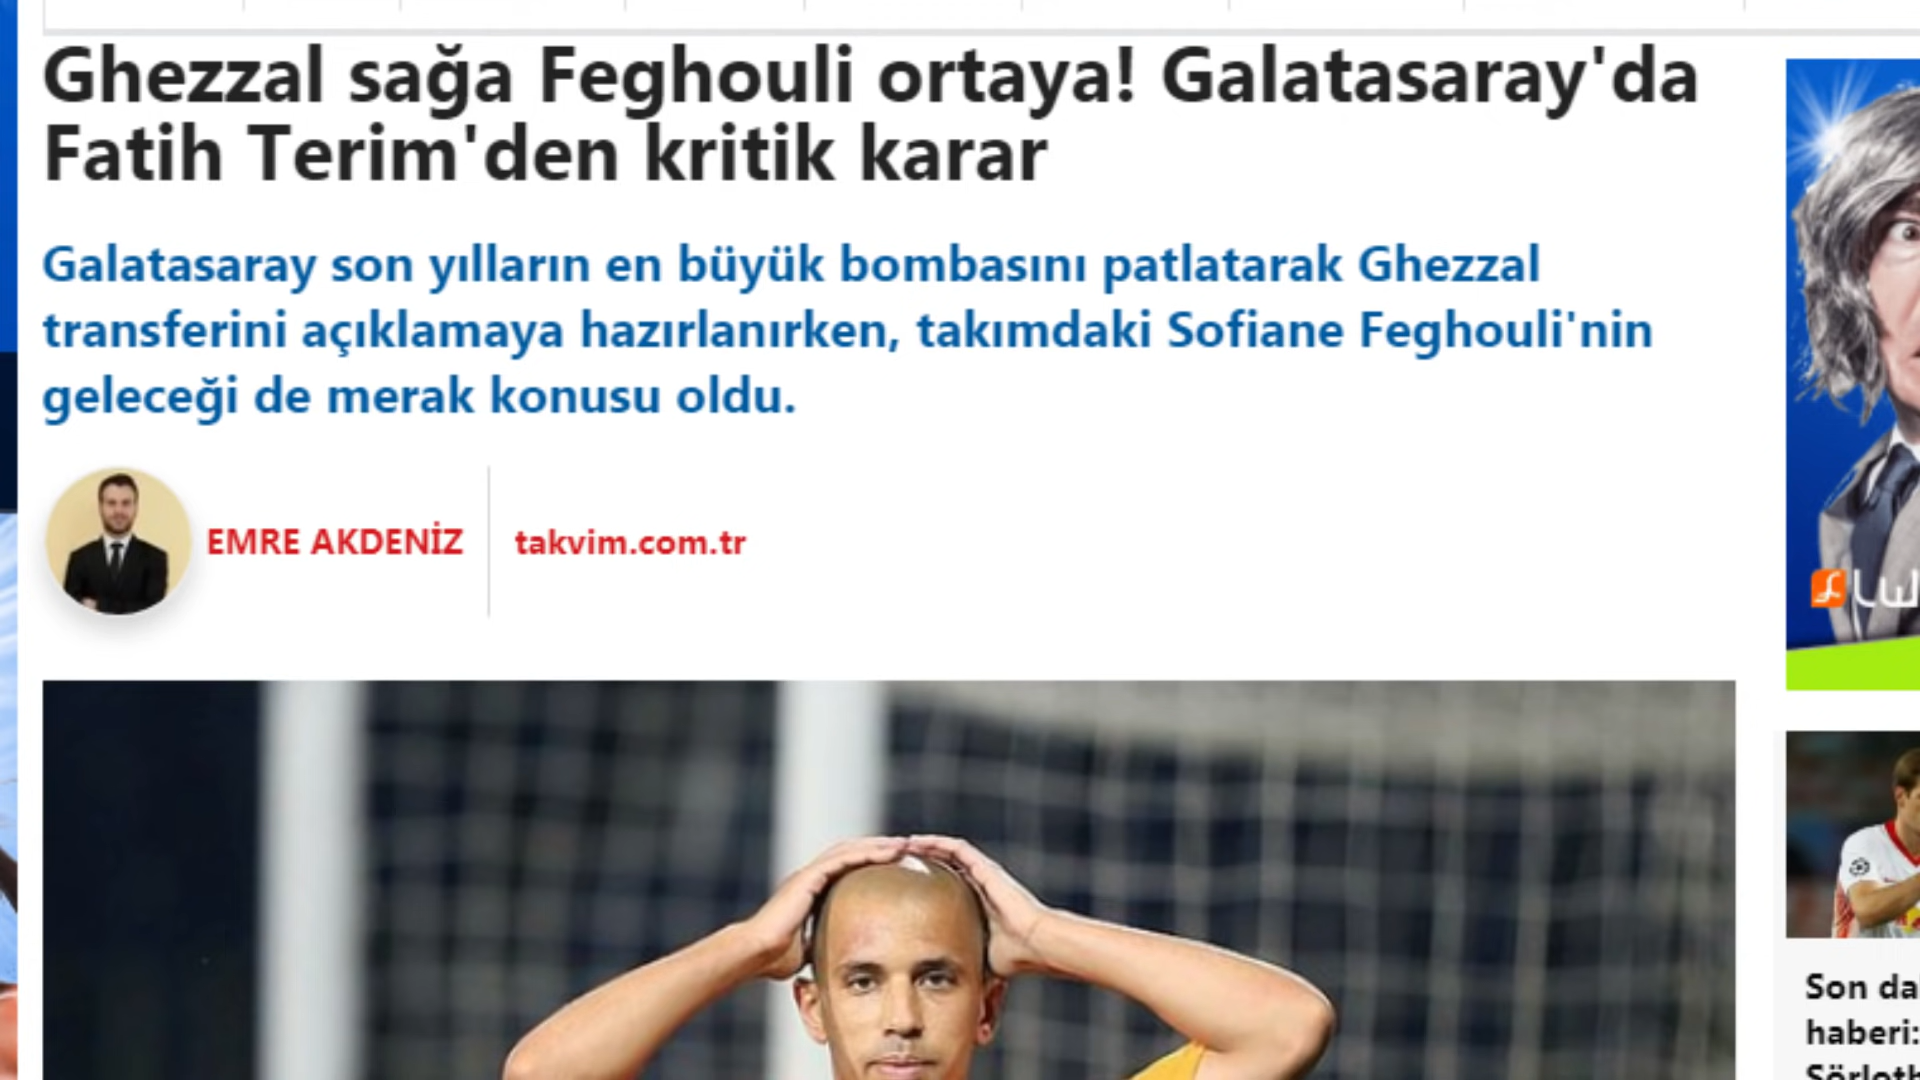 Ghezzal sağa Feghouli ortaya! Galatasaray'da
Fatih Terim'den kritik karar
Galatasaray son yılların en büyük bombasını patlatarak Ghezzal
transferini açıklamaya hazırlanırken, takımdaki Sofiane Feghouli'nin
geleceği de merak konusu oldu.
EMRE AKDENİZ
takvim.com.tr
Son da
haberi: